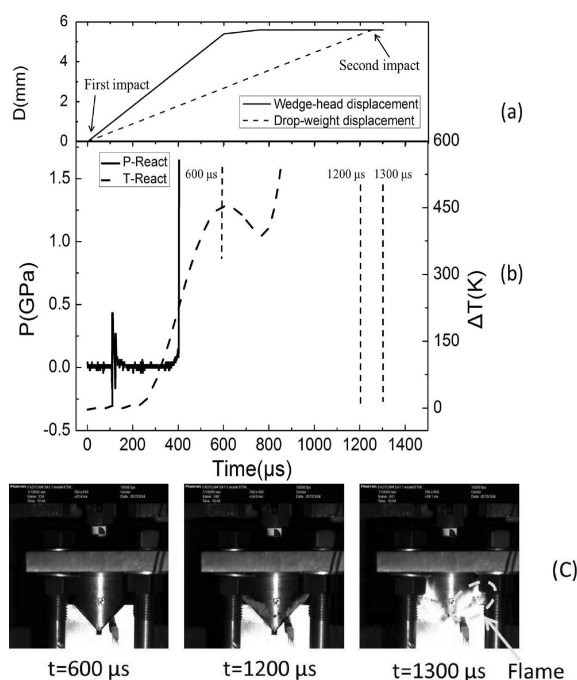 6
4
2
0
D(mm)
First impact
Second impact
Wedge-head displacement
Drop-weight displacement
(a)
P-React
T-React
600 μs
1200 μs
1300 μs
1.5
1.0
0.5
0.0
-0.5
P(GPa)
600
450
300
150
0
ΔT(K)
(b)
0 200 400 600 800 1000 1200 1400
Time(μs)
(C)
t=600 μs
t=1200 μs
t=1300 μs
Flame